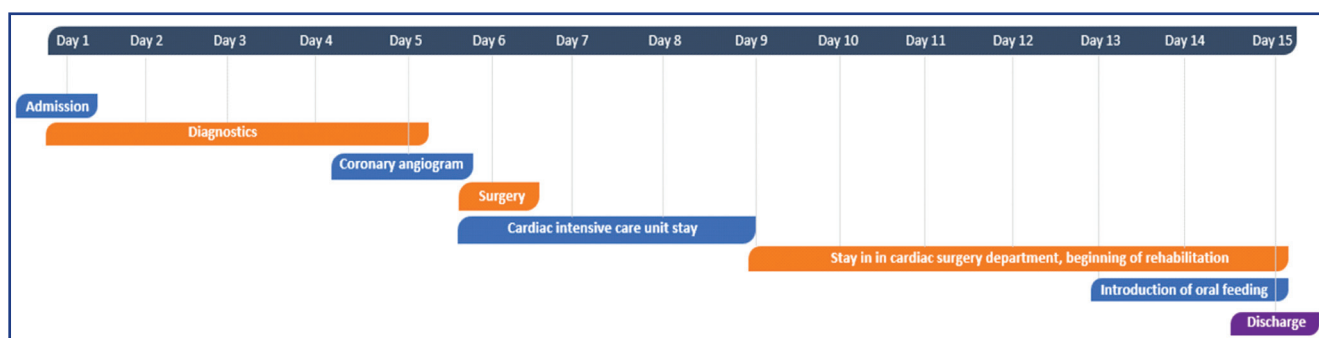 Day 1 Day 2 Day 3 Day 4 Day 5 Day 6 Day 7 Day 8 Day 9 Day 10 Day 11 Day 12 Day 13 Day 14 Day 15
Admission
Diagnostics
Coronary angiogram
Surgery
Cardiac intensive care unit stay
Stay in in cardiac surgery department, beginning of rehabilitation
Introduction of oral feeding
Discharge